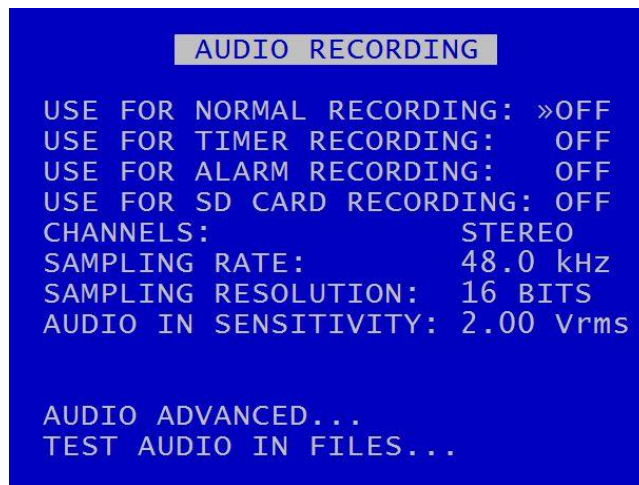 AUDIO RECORDING
USE FOR NORMAL RECORDING: »OFF
USE FOR TIMER RECORDING: OFF
USE FOR ALARM RECORDING: OFF
USE FOR SD CARD RECORDING: OFF
CHANNELS: STEREO
SAMPLING RATE: 48.0 kHz
SAMPLING RESOLUTION: 16 BITS
AUDIO IN SENSITIVITY: 2.00 Vrms
AUDIO ADVANCED...
TEST AUDIO IN FILES...